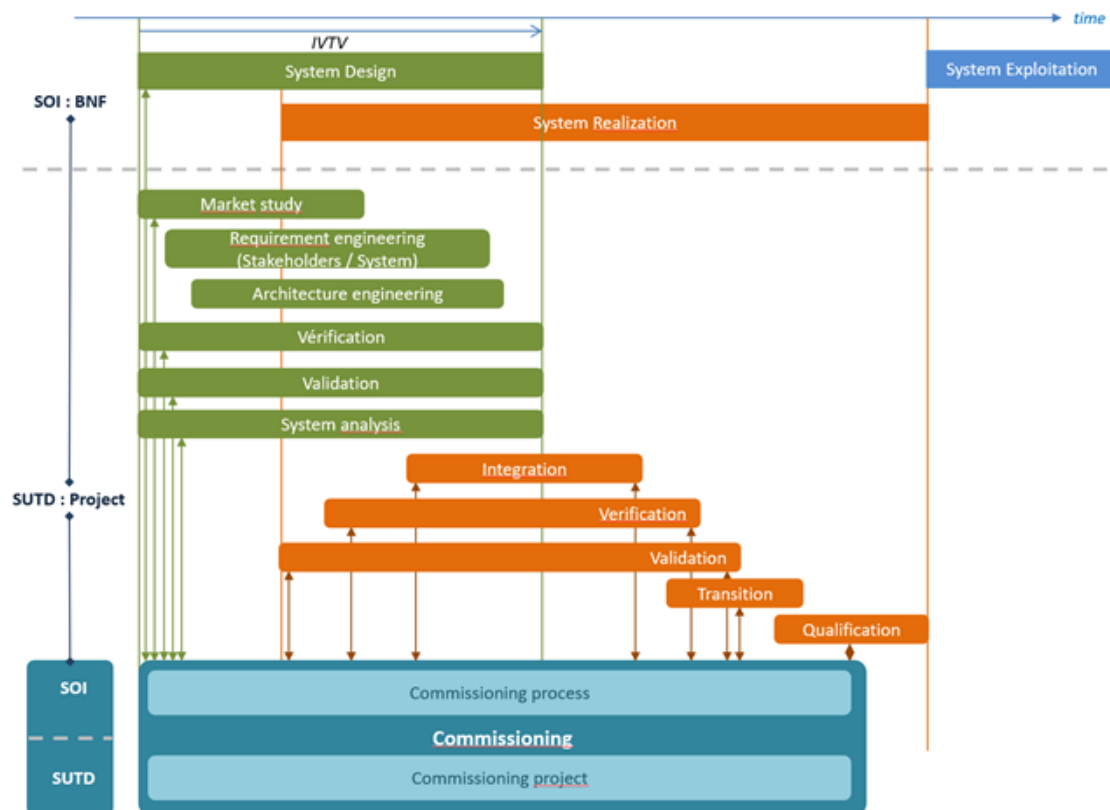 time
IVTV
System Design
System Exploitation
SOI : BNF
System Realization
Market study
Requirement engineering
(Stakeholders / System)
Architecture engineering
Vérification
Validation
System analysis
Integration
SUTD : Project
Verification
Validation
Transition
Qualification
SOI
Commissioning process
Commissioning
SUTD
Commissioning project